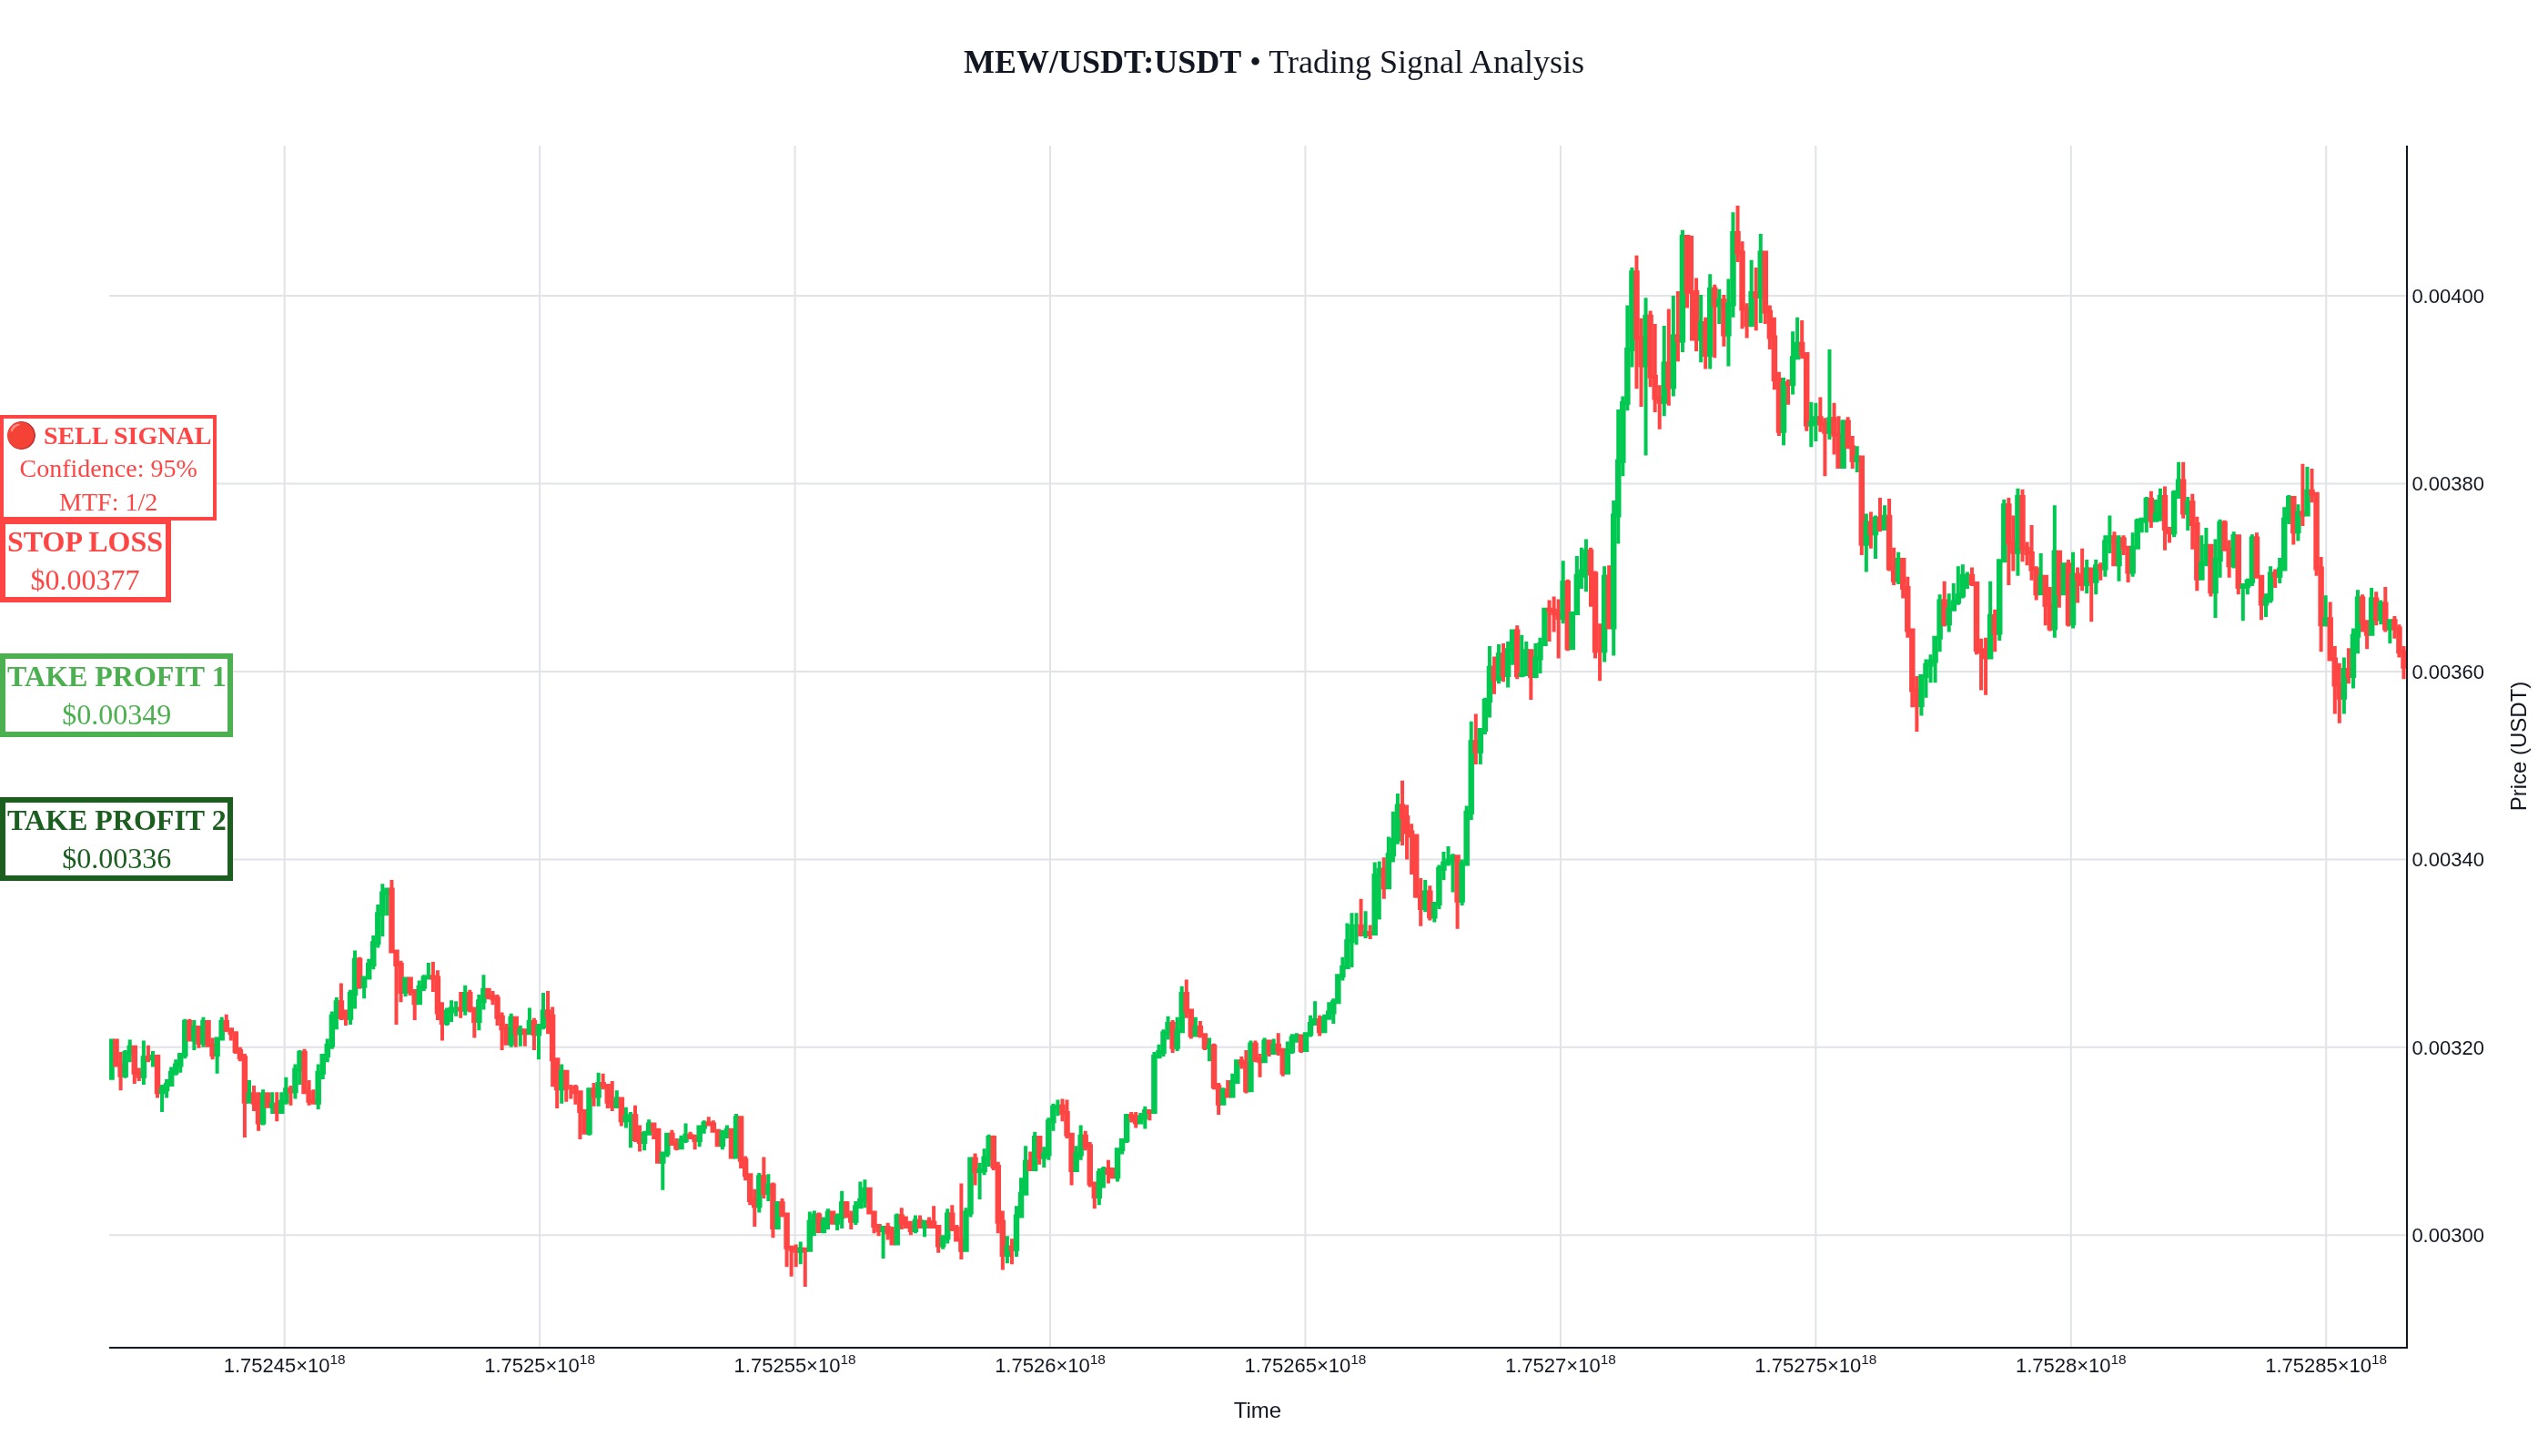 MEW/USDT:USDT • Trading Signal Analysis
🔴 SELL SIGNAL
Confidence: 95%
MTF: 1/2
STOP LOSS
$0.00377
TAKE PROFIT 1
$0.00349
TAKE PROFIT 2
$0.00336
0.00400
0.00380
0.00360
0.00340
0.00320
0.00300
Price (USDT)
1.75245×10¹⁸
1.7525×10¹⁸
1.75255×10¹⁸
1.7526×10¹⁸
1.75265×10¹⁸
1.7527×10¹⁸
1.75275×10¹⁸
1.7528×10¹⁸
1.75285×10¹⁸
Time